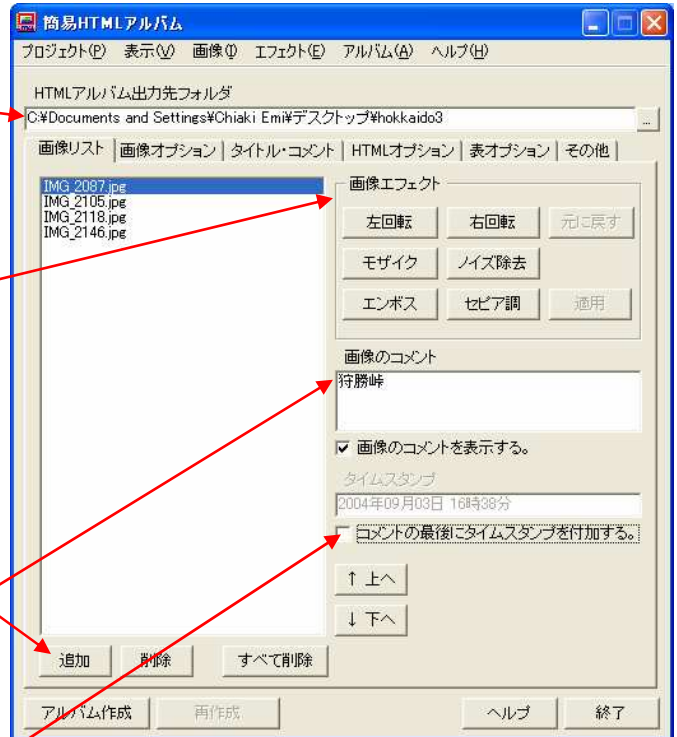 簡易HTMLアルバム
プロジェクト(P) 表示(V) 画像(I) エフェクト(E) アルバム(A) ヘルプ(H)
HTMLアルバム出力先フォルダ
C:¥Documents and Settings¥Chiaki Emi¥デスクトップ¥hokkaido3
...
画像リスト 画像オプション タイトル・コメント HTMLオプション 表オプション その他
IMG_2087.jpg
IMG_2105.jpg
IMG_2118.jpg
IMG_2146.jpg
画像エフェクト
左回転 右回転 元に戻す
モザイク ノイズ除去
エンボス セピア調 適用
画像のコメント
狩勝峠
画像のコメントを表示する。
タイムスタンプ
2004年09月03日 16時38分
コメントの最後にタイムスタンプを付加する。
↑ 上へ
↓ 下へ
追加 削除 すべて削除
アルバム作成 再作成 ヘルプ 終了